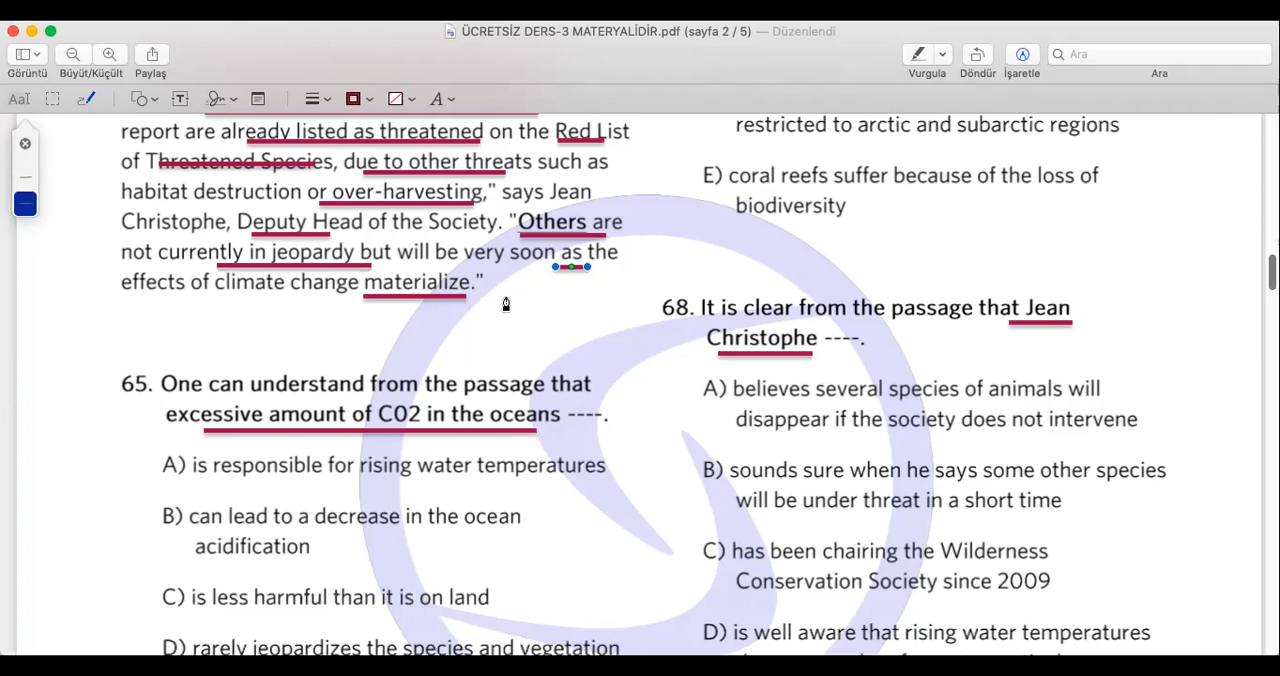 ÜCRETSİZ DERS-3 MATERYALİDİR.pdf (sayfa 2 / 5) — Düzenlendi
Görüntü
Büyüt/Küçült
Paylaş
Vurgula
Döndür
İşaretle
Ara
Ara
report are already listed as threatened on the Red List
of Threatened Species, due to other threats such as
habitat destruction or over-harvesting," says Jean
Christophe, Deputy Head of the Society. "Others are
not currently in jeopardy but will be very soon as the
effects of climate change materialize."
65. One can understand from the passage that
excessive amount of C02 in the oceans ----.
A) is responsible for rising water temperatures
B) can lead to a decrease in the ocean
acidification
C) is less harmful than it is on land
D) rarely jeopardizes the species and vegetation
restricted to arctic and subarctic regions
E) coral reefs suffer because of the loss of
biodiversity
68. It is clear from the passage that Jean
Christophe ----.
A) believes several species of animals will
disappear if the society does not intervene
B) sounds sure when he says some other species
will be under threat in a short time
C) has been chairing the Wilderness
Conservation Society since 2009
D) is well aware that rising water temperatures